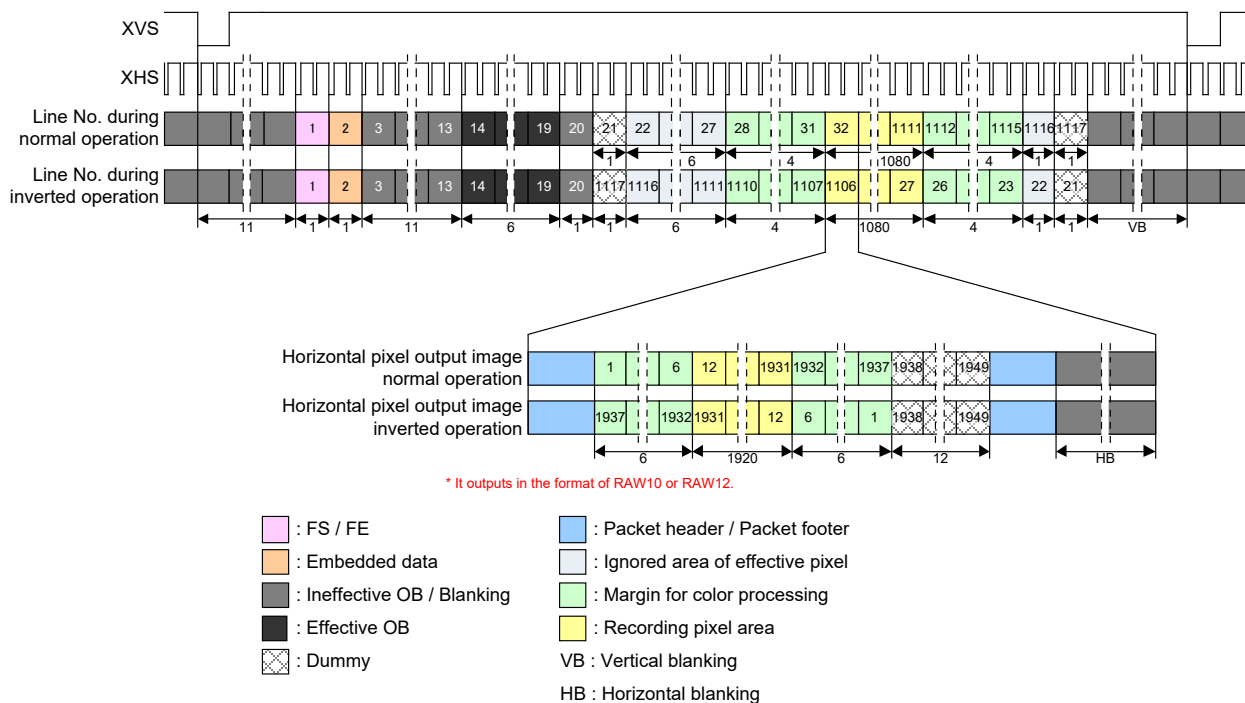 XVS
XHS
Line No. during
normal operation
1 2 3 13 14 19 20 21 22 27 28 31 32 1111 1112 1115 1116 1117
1 6 4 1080 4 1 1
Line No. during
inverted operation
1 2 3 13 14 19 20 1117 1116 1111 1110 1107 1106 27 26 23 22 21
11 1 1 11 6 1 1 6 4 1080 4 1 1 VB
Horizontal pixel output image
normal operation
1 6 12 1931 1932 1937 1938 1949
Horizontal pixel output image
inverted operation
1937 1932 1931 12 6 1 1938 1949
6 1920 6 12 HB
* It outputs in the format of RAW10 or RAW12.
: FS / FE
: Embedded data
: Ineffective OB / Blanking
: Effective OB
: Dummy
: Packet header / Packet footer
: Ignored area of effective pixel
: Margin for color processing
: Recording pixel area
VB : Vertical blanking
HB : Horizontal blanking